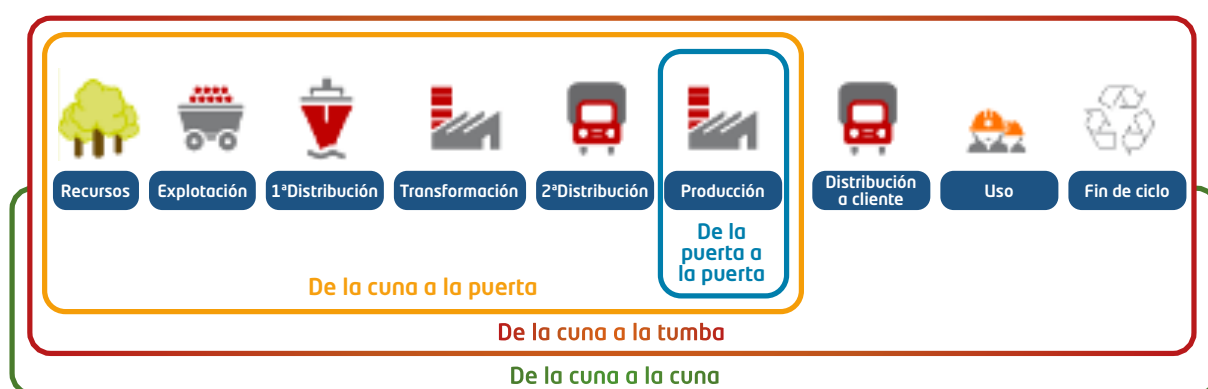 Recursos
Explotación
1ªDistribución
Transformación
2ªDistribución
Producción
Distribución
a cliente
Uso
Fin de ciclo
De la
puerta a
la puerta
De la cuna a la puerta
De la cuna a la tumba
De la cuna a la cuna